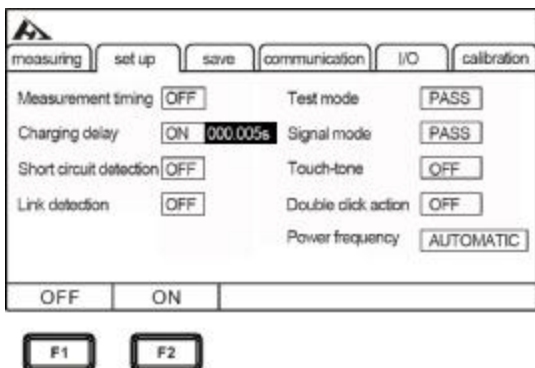 measuring set up save communication I/O calibration
Measurement timing OFF Test mode PASS
Charging delay ON 000.005s Signal mode PASS
Short circuit detection OFF Touch-tone OFF
Link detection OFF Double click action OFF
Power frequency AUTOMATIC
OFF ON
F1 F2